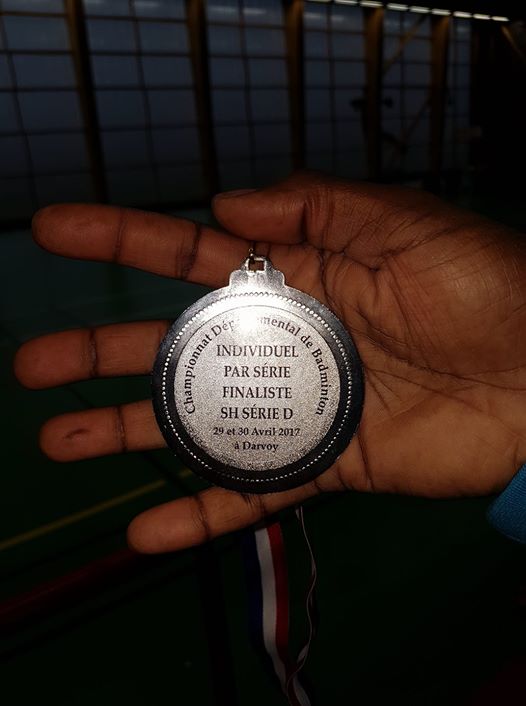 Championnat Départemental de Badminton
INDIVIDUEL
PAR SÉRIE
FINALISTE
SH SÉRIE D
29 et 30 Avril 2017
à Darvoy